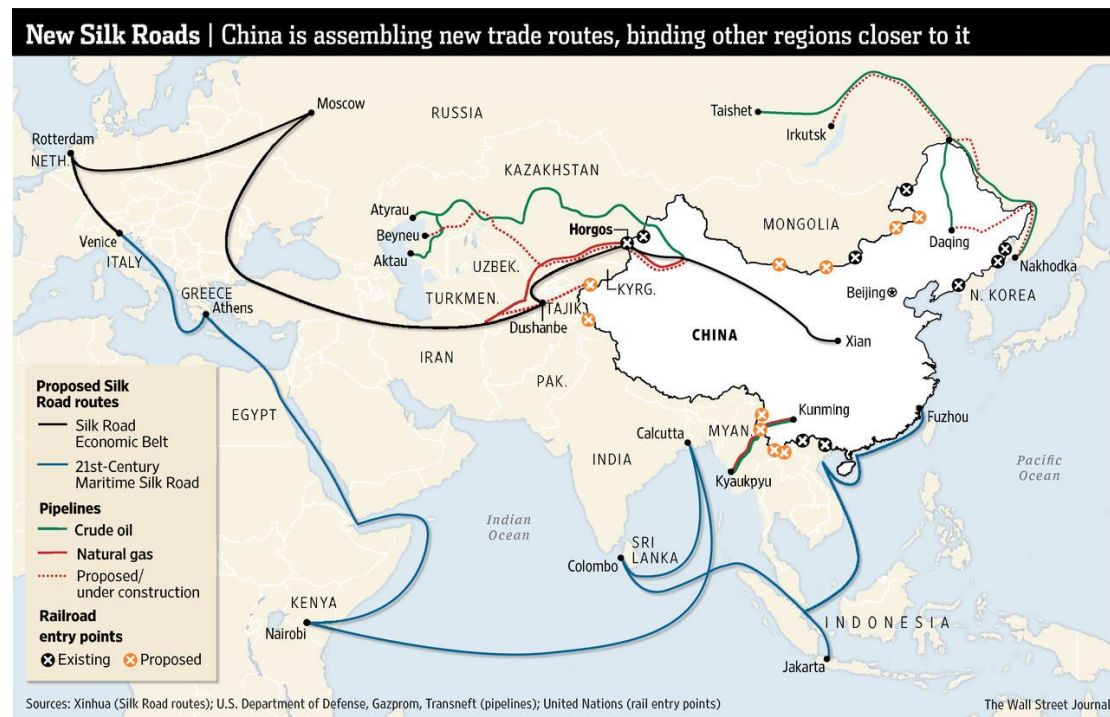 New Silk Roads | China is assembling new trade routes, binding other regions closer to it
Moscow
RUSSIA
Taishet
Irkutsk
Rotterdam
NETH.
KAZAKHSTAN
Atyrau
Beyneu
Aktau
Horgos
MONGOLIA
Daqing
Nakhodka
Venice
ITALY
UZBEK.
TURKMEN.
KYRG.
TAJIK.
Dushanbe
Beijing
N. KOREA
GREECE
Athens
IRAN
CHINA
Xian
PAK.
EGYPT
Calcutta
MYAN.
Kunming
Fuzhou
INDIA
Kyaukpyu
Pacific
Ocean
Indian
Ocean
SRI
LANKA
Colombo
KENYA
Nairobi
INDONESIA
Jakarta
Proposed Silk
Road routes
Silk Road
Economic Belt
21st-Century
Maritime Silk Road
Pipelines
Crude oil
Natural gas
Proposed/
under construction
Railroad
entry points
Existing
Proposed
Sources: Xinhua (Silk Road routes); U.S. Department of Defense, Gazprom, Transneft (pipelines); United Nations (rail entry points)
The Wall Street Journal